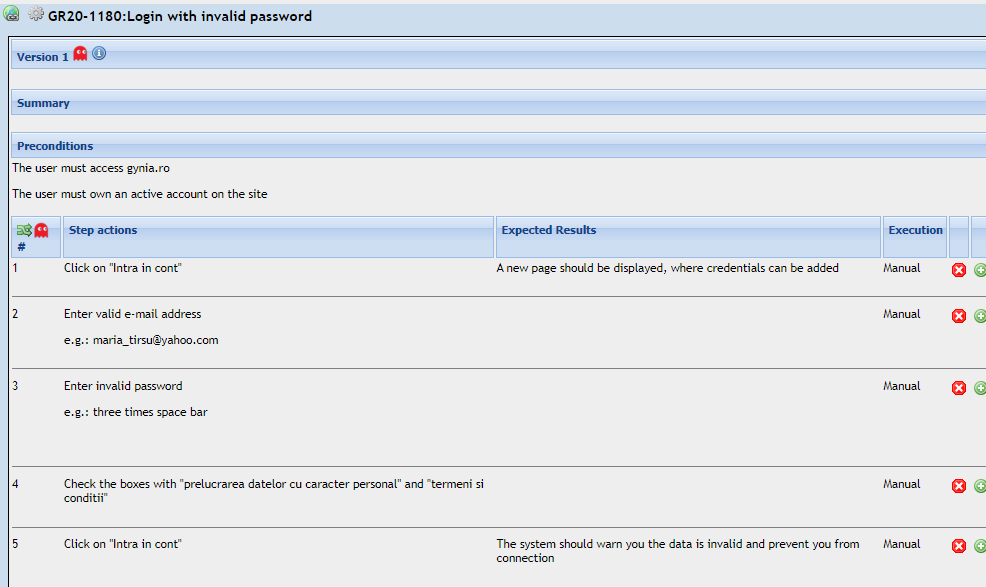 GR20-1180:Login with invalid password
Version 1
Summary
Preconditions
The user must access gynia.ro
The user must own an active account on the site
# Step actions Expected Results Execution
1 Click on "Intra in cont" A new page should be displayed, where credentials can be added Manual
2 Enter valid e-mail address Manual
e.g.: maria_tirsu@yahoo.com
3 Enter invalid password Manual
e.g.: three times space bar
4 Check the boxes with "prelucrarea datelor cu caracter personal" and "termeni si Manual
conditii"
5 Click on "Intra in cont" The system should warn you the data is invalid and prevent you from Manual
connection